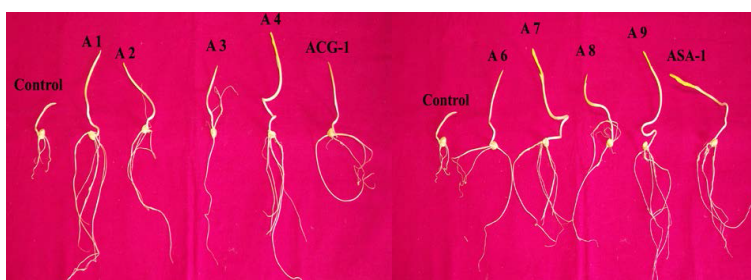 Control
A 1
A 2
A 3
A 4
ACG-1
Control
A 6
A 7
A 8
A 9
ASA-1